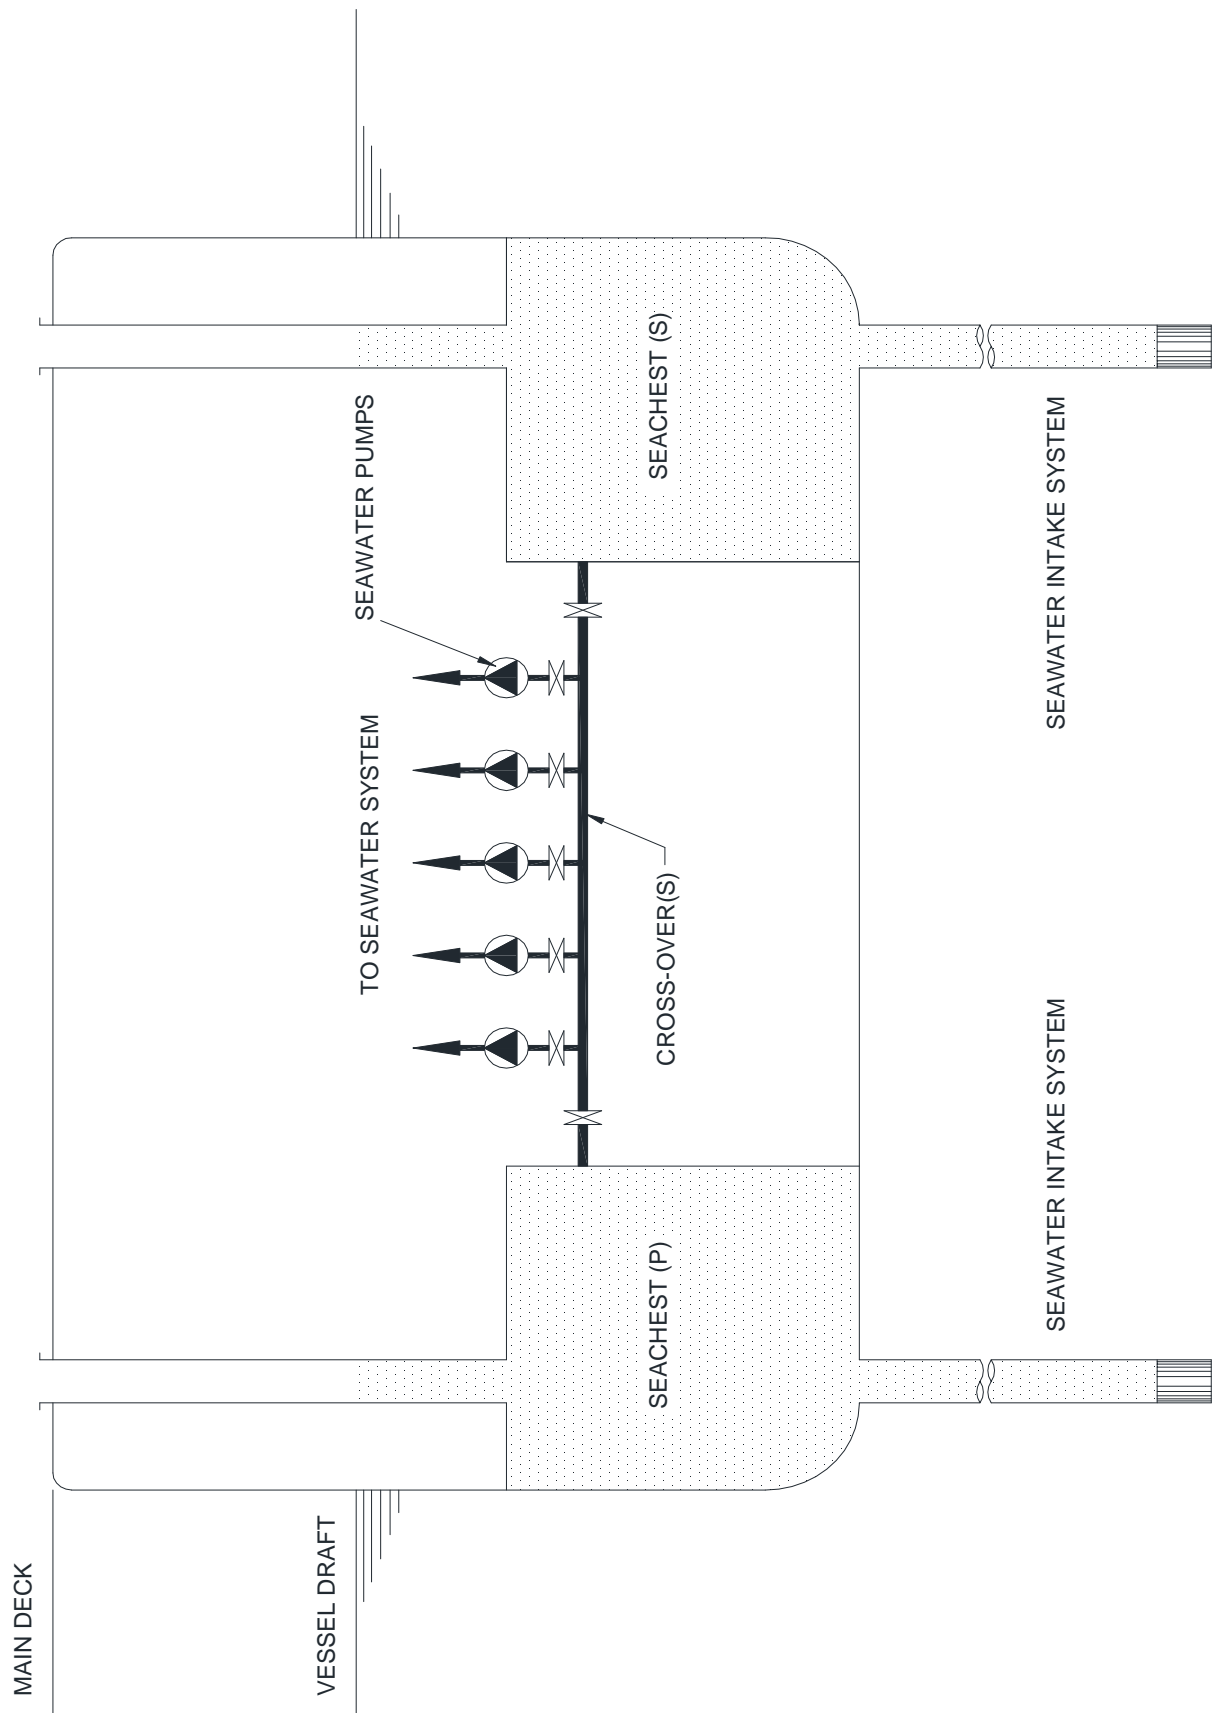 MAIN DECK
VESSEL DRAFT
TO SEAWATER SYSTEM
SEAWATER PUMPS
SEACHEST (P)
CROSS-OVER(S)
SEACHEST (S)
SEAWATER INTAKE SYSTEM
SEAWATER INTAKE SYSTEM